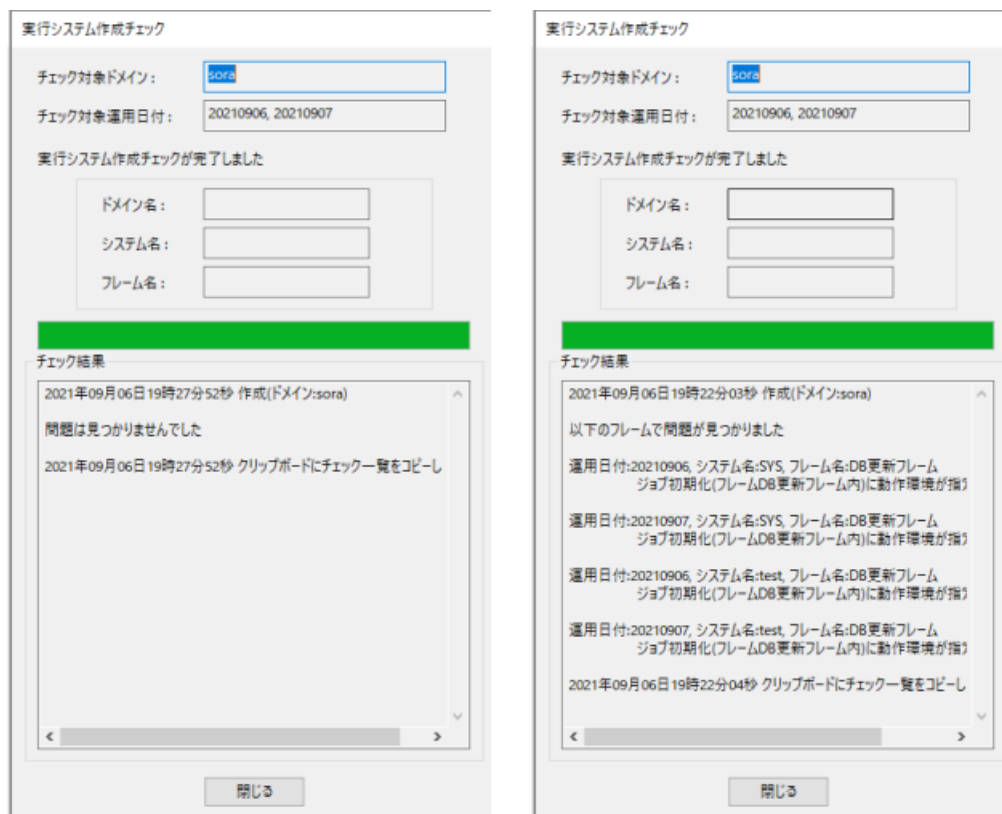 実行システム作成チェック
チェック対象ドメイン：
sora
チェック対象運用日付：
20210906, 20210907
実行システム作成チェックが完了しました
ドメイン名：
システム名：
フレーム名：
チェック結果
2021年09月06日19時27分52秒 作成(ドメイン:sora)
問題は見つかりませんでした
2021年09月06日19時27分52秒 クリップボードにチェック一覧をコピーし
閉じる
実行システム作成チェック
チェック対象ドメイン：
sora
チェック対象運用日付：
20210906, 20210907
実行システム作成チェックが完了しました
ドメイン名：
システム名：
フレーム名：
チェック結果
2021年09月06日19時22分03秒 作成(ドメイン:sora)
以下のフレームで問題が見つかりました
運用日付:20210906, システム名:SYS, フレーム名:DB更新フレーム
ジョブ初期化(フレームDB更新フレーム内)に動作環境が指
運用日付:20210907, システム名:SYS, フレーム名:DB更新フレーム
ジョブ初期化(フレームDB更新フレーム内)に動作環境が指
運用日付:20210906, システム名:test, フレーム名:DB更新フレーム
ジョブ初期化(フレームDB更新フレーム内)に動作環境が指
運用日付:20210907, システム名:test, フレーム名:DB更新フレーム
ジョブ初期化(フレームDB更新フレーム内)に動作環境が指
2021年09月06日19時22分04秒 クリップボードにチェック一覧をコピーし
閉じる